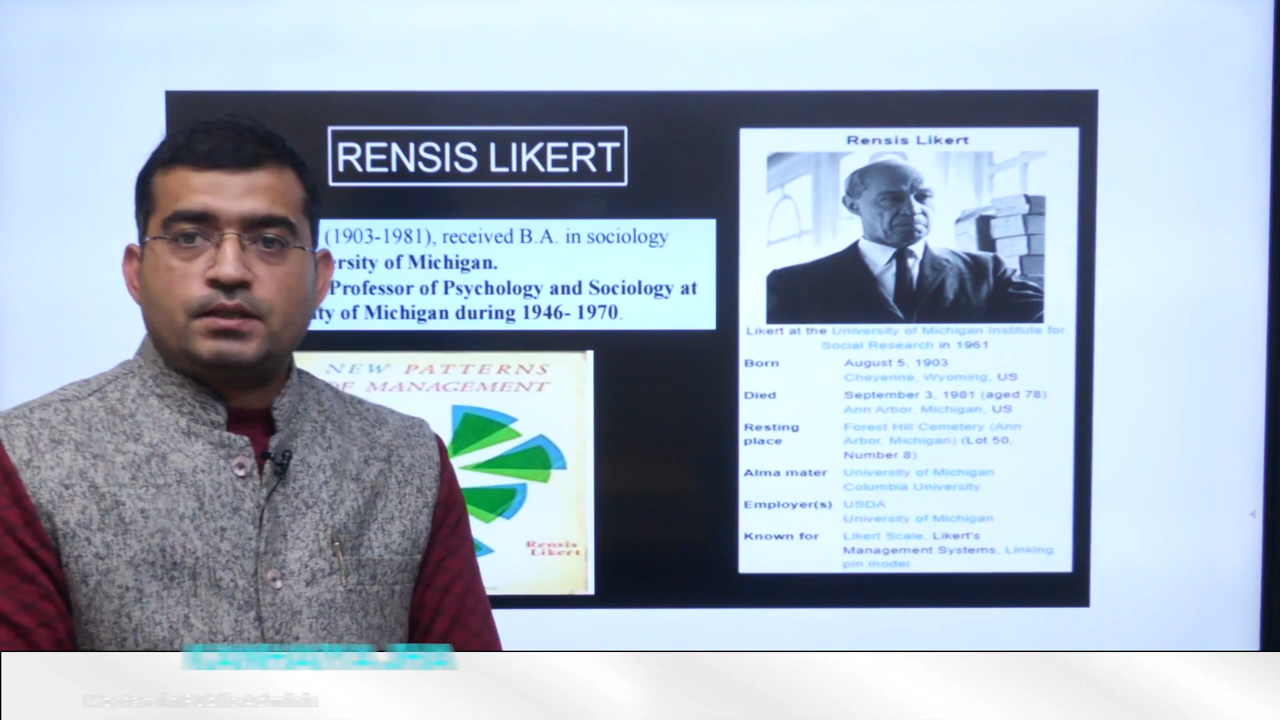 RENSIS LIKERT
(1903-1981), received B.A. in sociology
ersity of Michigan.
Professor of Psychology and Sociology at
ty of Michigan during 1946- 1970.
NEW PATTERNS
OF MANAGEMENT
Rensis
Likert
Rensis Likert
Likert at the University of Michigan Institute for
Social Research in 1961
Born August 5, 1903
Cheyenne, Wyoming, US
Died September 3, 1981 (aged 78)
Ann Arbor, Michigan, US
Resting Forest Hill Cemetery (Ann
place Arbor, Michigan) (Lot 50,
Number 8)
Alma mater University of Michigan
Columbia University
Employer(s) USDA
University of Michigan
Known for Likert Scale, Likert's
Management Systems, Linking
pin model